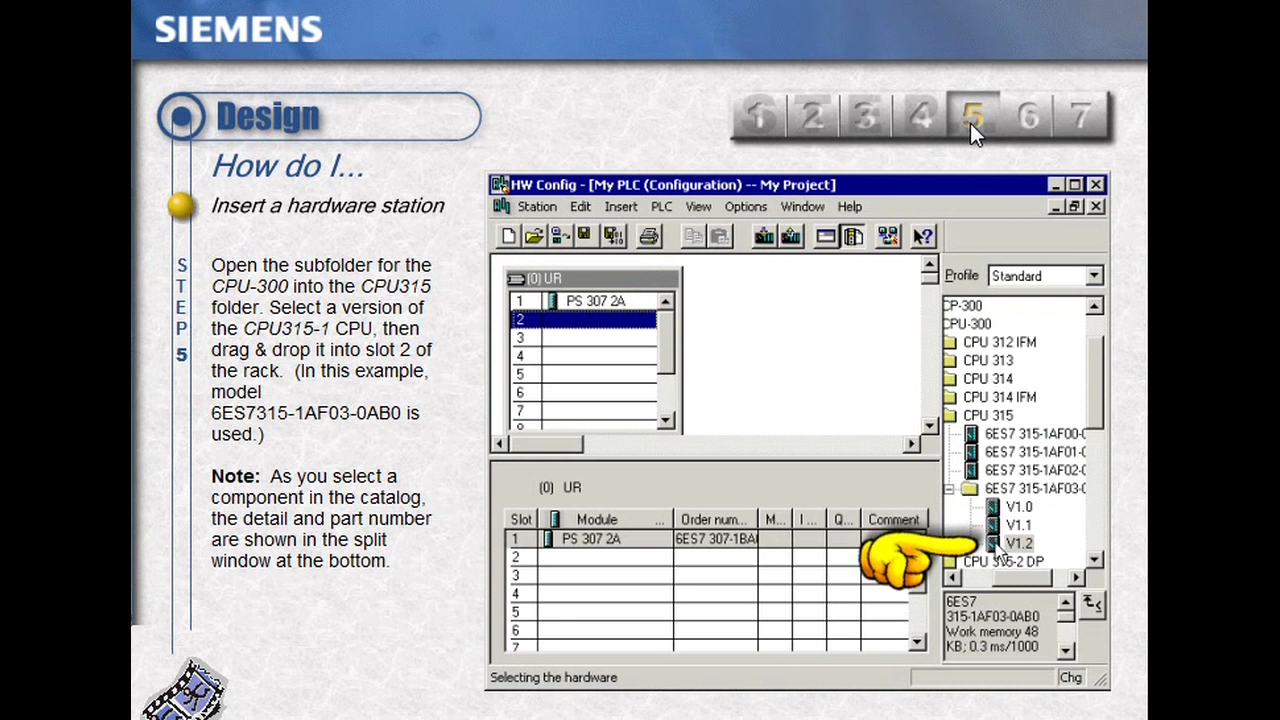 SIEMENS
Design
1 2 3 4 5 6 7
How do I...
Insert a hardware station
STEP 5
Open the subfolder for the
CPU-300 into the CPU315
folder. Select a version of
the CPU315-1 CPU, then
drag & drop it into slot 2 of
the rack. (In this example,
model
6ES7315-1AF03-0AB0 is
used.)
Note: As you select a
component in the catalog,
the detail and part number
are shown in the split
window at the bottom.
HW Config - [My PLC (Configuration) -- My Project]
Station Edit Insert PLC View Options Window Help
(0) UR
1 PS 307 2A
2
3
4
5
6
7
8
Profile Standard
CP-300
CPU-300
CPU 312 IFM
CPU 313
CPU 314
CPU 314 IFM
CPU 315
6ES7 315-1AF00-0
6ES7 315-1AF01-0
6ES7 315-1AF02-0
6ES7 315-1AF03-0
V1.0
V1.1
V1.2
CPU 315-2 DP
(0) UR
Slot Module ... Order num... M... I ... Q... Comment
1 PS 307 2A 6ES7 307-1BA
2
3
4
5
6
7
6ES7
315-1AF03-0AB0
Work memory 48
KB; 0.3 ms/1000
Selecting the hardware Chg